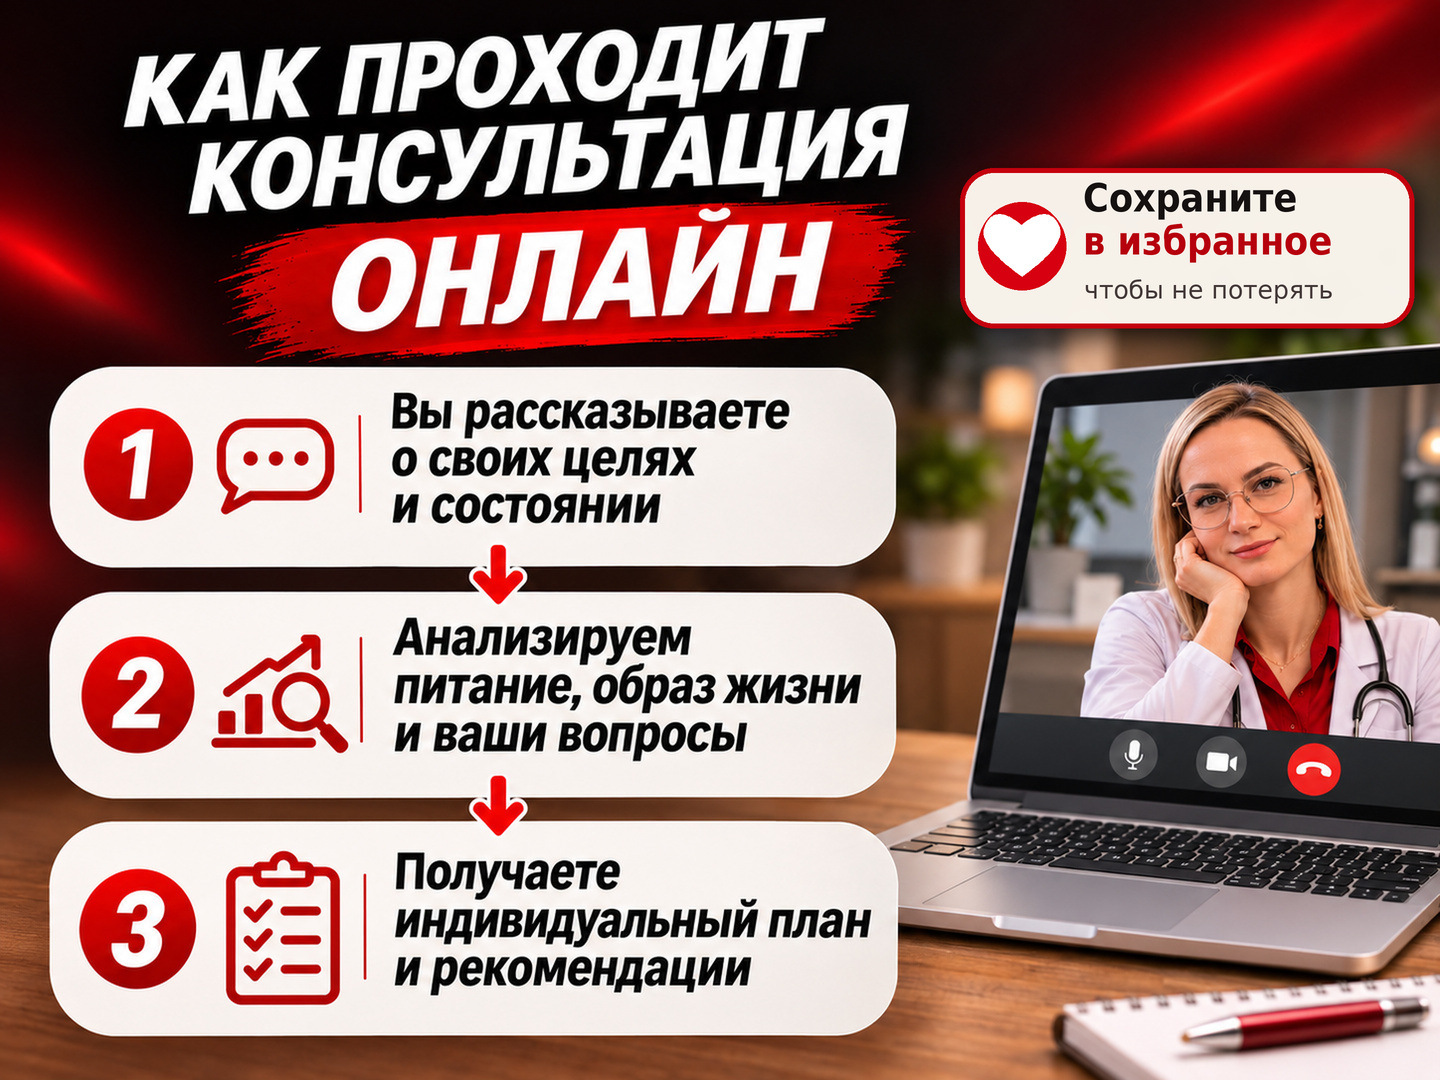 КАК ПРОХОДИТ
КОНСУЛЬТАЦИЯ
ОНЛАЙН
Сохраните
в избранное
чтобы не потерять
1
Вы рассказываете
о своих целях
и состоянии
2
Анализируем
питание, образ жизни
и ваши вопросы
3
Получаете
индивидуальный план
и рекомендации